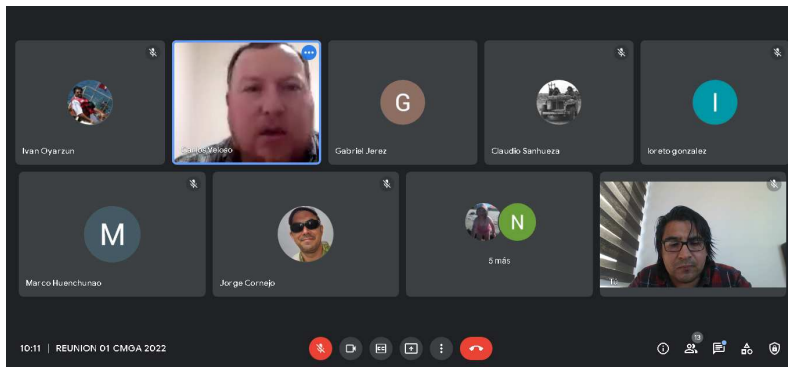 G
I
Ivan Oyarzun
Carlos Veloso
Gabriel Jerez
Claudio Sanhueza
loreto gonzalez
M
N
5 más
Marco Huenchunao
Jorge Cornejo
Tú
10:11 | REUNION 01 CMGA 2022
13